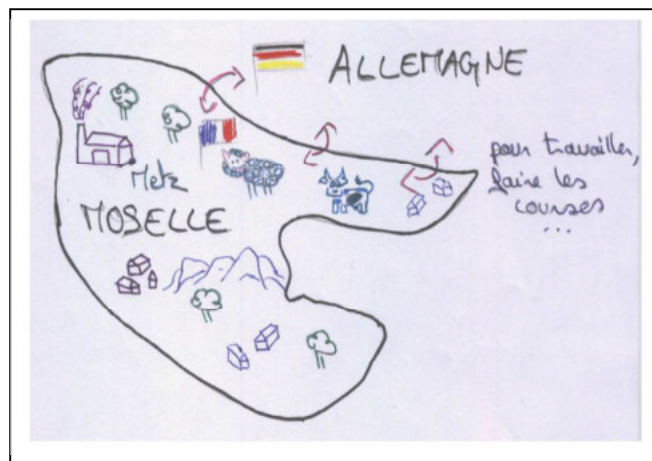 ALLEMAGNE
pour travailler,
faire les
courses
...
Metz
MOSELLE